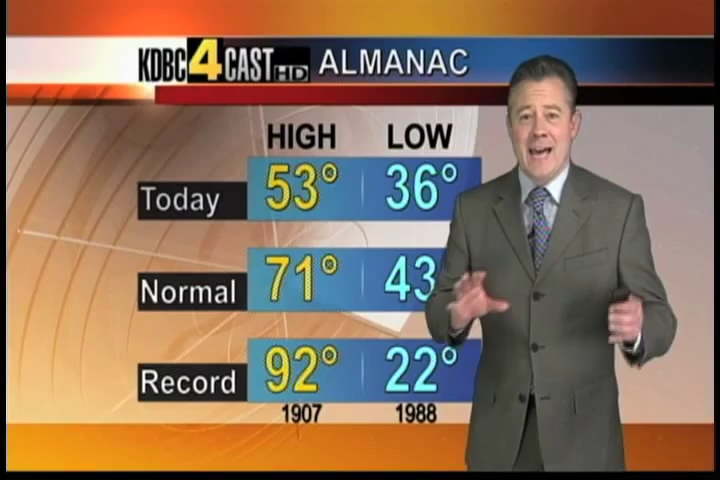 KDBC 4 CAST HD ALMANAC
HIGH LOW
Today 53° 36°
Normal 71° 43
Record 92° 22°
1907 1988